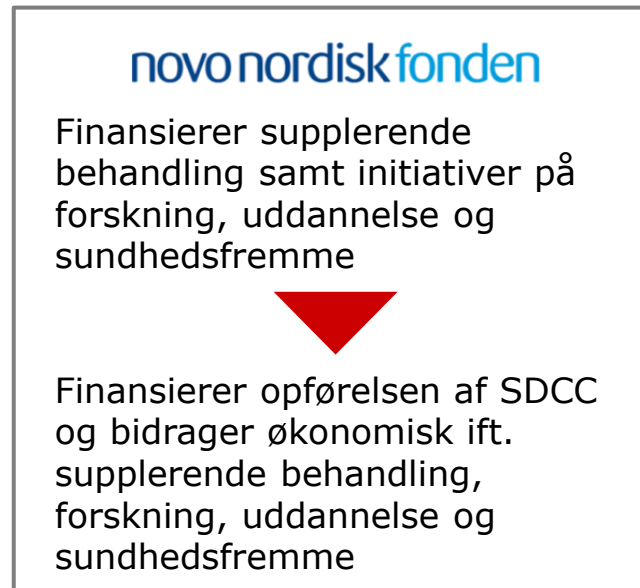 novo nordisk fonden
Finansierer supplerende
behandling samt initiativer på
forskning, uddannelse og
sundhedsfremme
Finansierer opførelsen af SDCC
og bidrager økonomisk ift.
supplerende behandling,
forskning, uddannelse og
sundhedsfremme